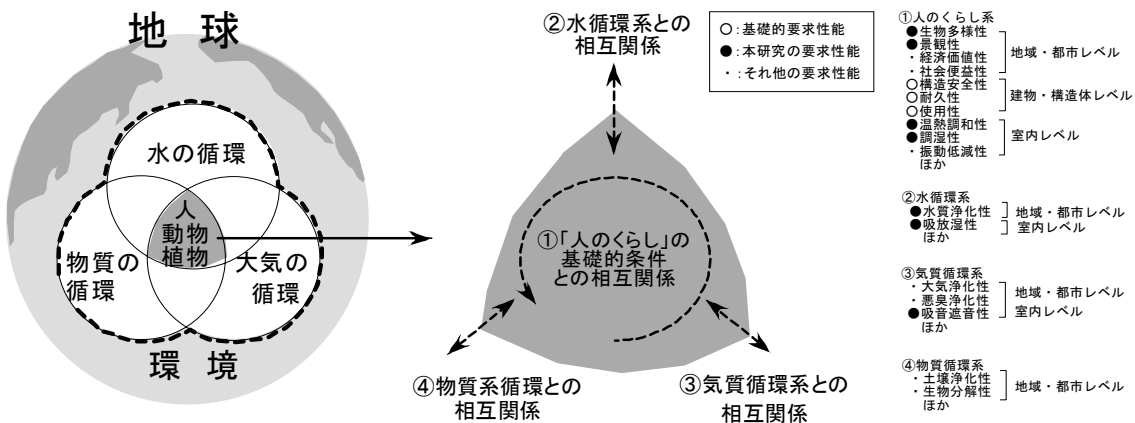 地 球
水の循環
人
動物
植物
物質の
循環
大気の
循環
環 境
②水循環系との
相互関係
①「人のくらし」の
基礎的条件
との相互関係
④物質系循環との
相互関係
③気質循環系との
相互関係
○:基礎的要求性能
●:本研究の要求性能
・:それ他の要求性能
①人のくらし系
●生物多様性
●景観性
・経済価値性
・社会便益性
地域・都市レベル
○構造安全性
○耐久性
○使用性
建物・構造体レベル
●温熱調和性
●調湿性
・振動低減性
ほか
室内レベル
②水循環系
●水質浄化性
地域・都市レベル
●吸放湿性
室内レベル
ほか
③気質循環系
・大気浄化性
・悪臭浄化性
地域・都市レベル
●吸音遮音性
室内レベル
ほか
④物質循環系
・土壌浄化性
・生物分解性
ほか
地域・都市レベル